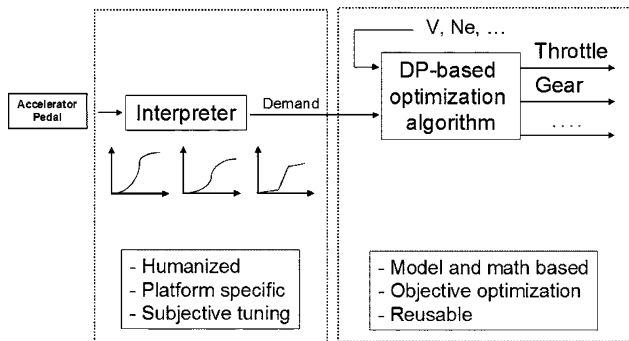 V, Ne, ...
Throttle
DP-based
optimization
algorithm
Gear
....
Accelerator
Pedal
Interpreter
Demand
- Humanized
- Platform specific
- Subjective tuning
- Model and math based
- Objective optimization
- Reusable